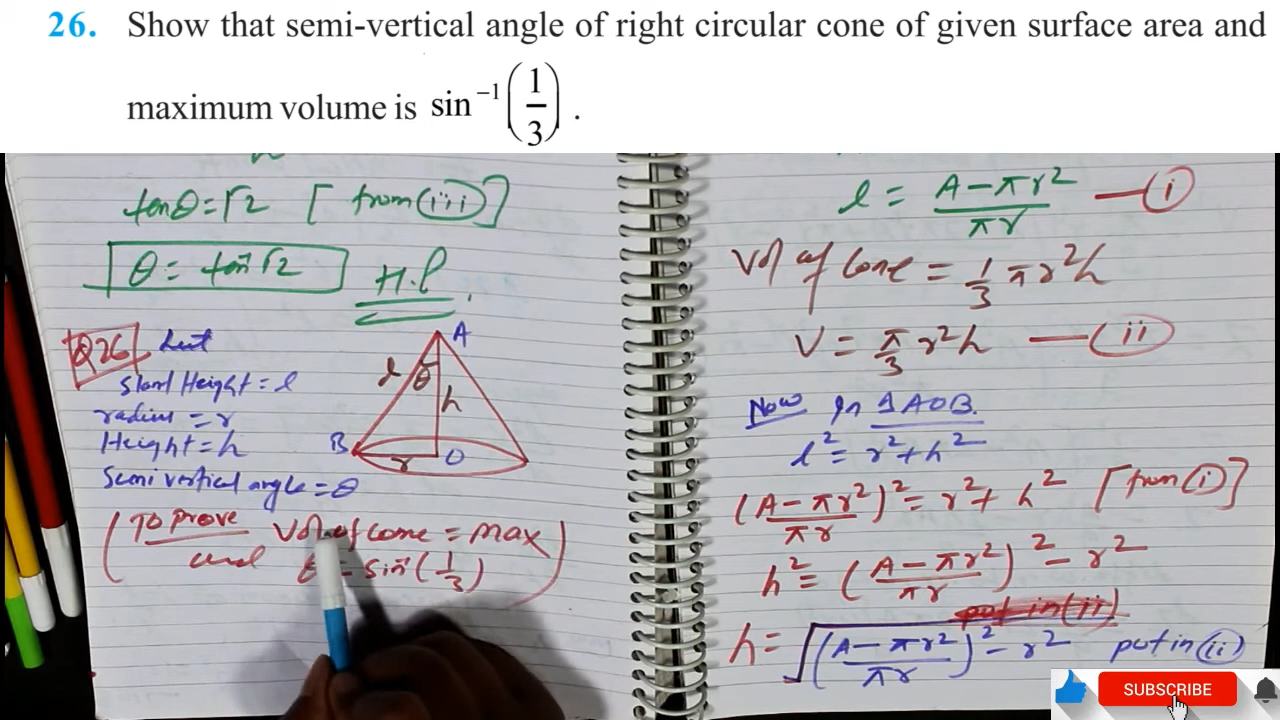 26. Show that semi-vertical angle of right circular cone of given surface area and
maximum volume is sin⁻¹(1/3).
tanθ = √2 [from (iii)]
θ = tan⁻¹√2 H.P
Q26 Let
Slant Height = l
radius = r
Height = h
Semi vertical angle = θ
(To prove Vol of cone = max
and θ = sin⁻¹(1/3))
A
l θ h
B r O
l = (A-πr²)/πr — (i)
Vol of Cone = 1/3 πr²h
V = π/3 r²h — (ii)
Now In ΔAOB.
l² = r² + h²
((A-πr²)/πr)² = r² + h² [from (i)]
h² = ((A-πr²)/πr)² - r²
put in (ii)
h = √(((A-πr²)/πr)² - r²) put in (ii)
SUBSCRIBE